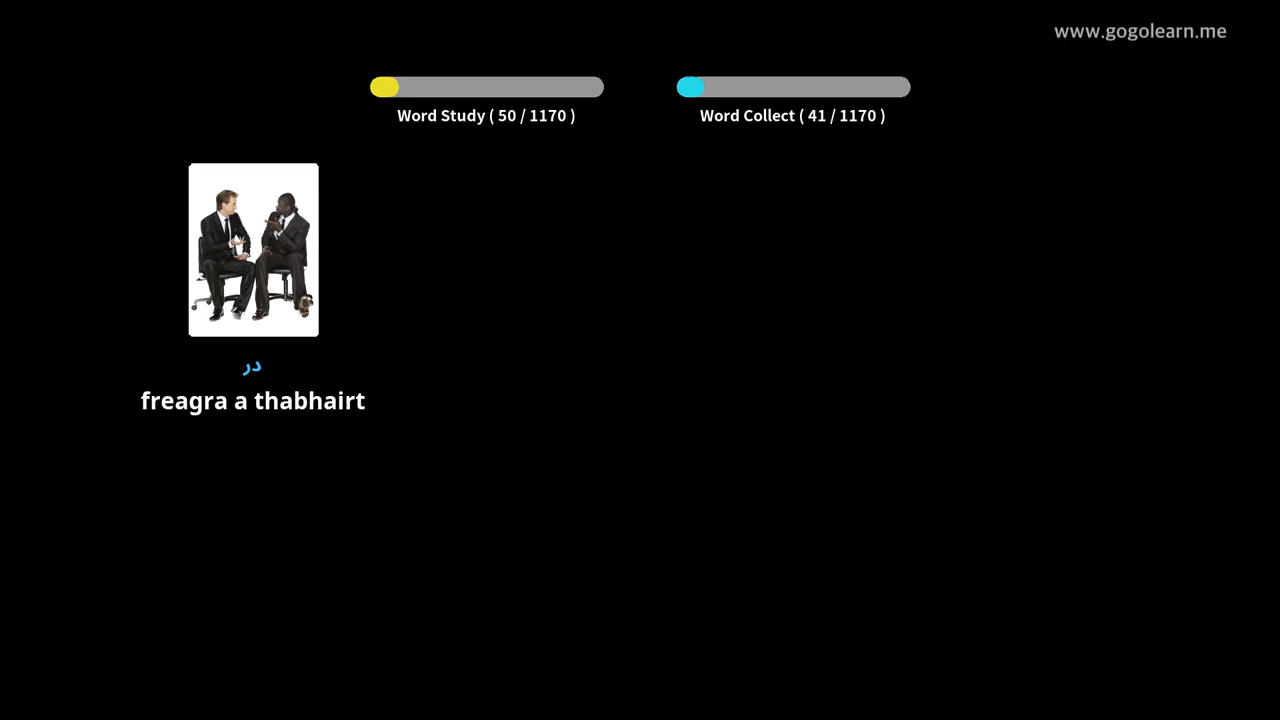 www.gogolearn.me
Word Study ( 50 / 1170 )
Word Collect ( 41 / 1170 )
در
freagra a thabhairt